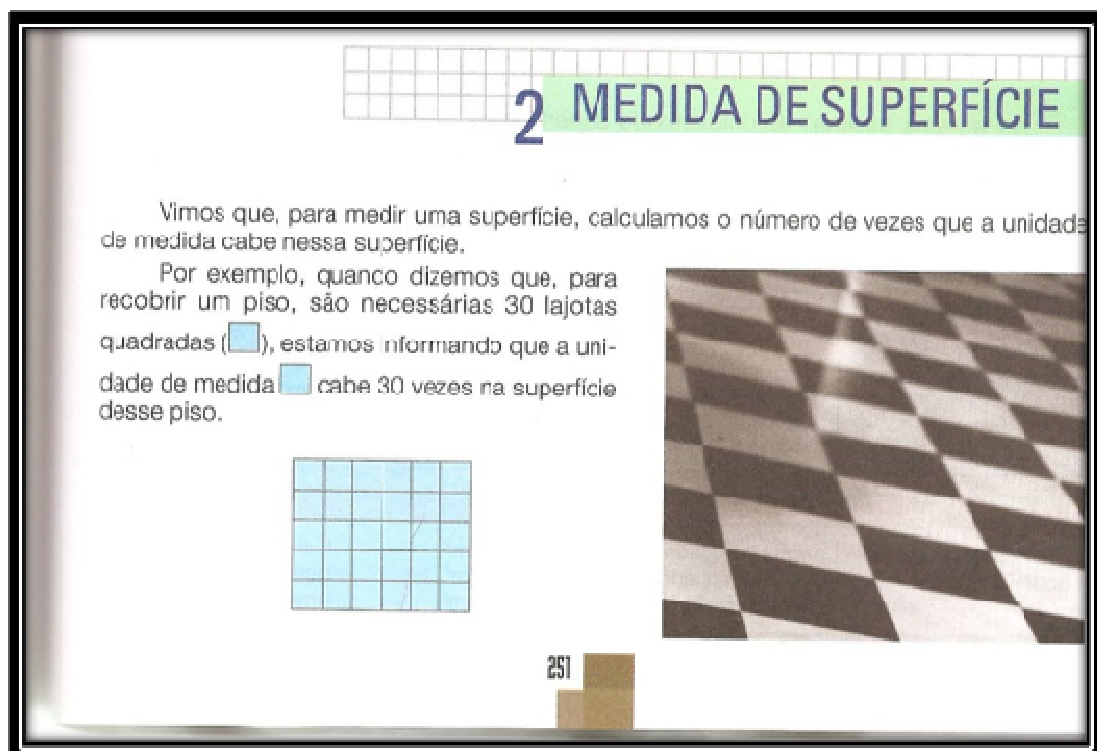 2 MEDIDA DE SUPERFÍCIE
Vimos que, para medir uma superfície, calculamos o número de vezes que a unidade
de medida cabe nessa superfície.
Por exemplo, quanco dizemos que, para
recobrir um piso, são necessárias 30 lajotas
quadradas ( ), estamos informando que a uni-
dade de medida cabe 30 vezes na superfície
desse piso.
251